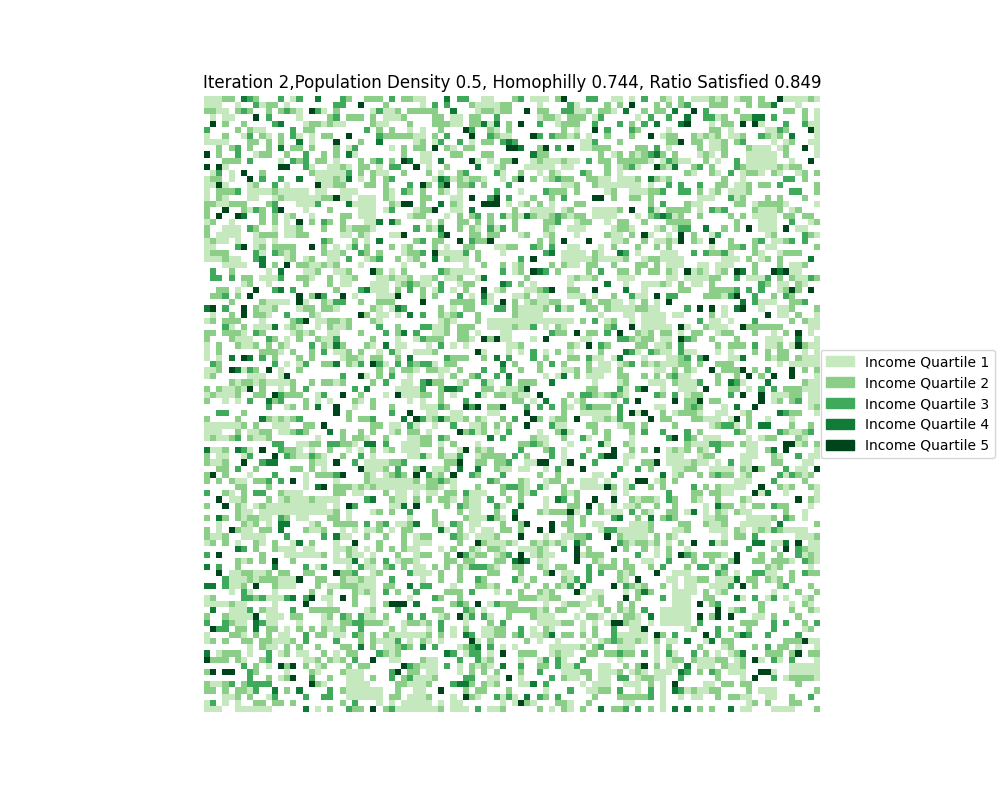 Iteration 2,Population Density 0.5, Homophilly 0.744, Ratio Satisfied 0.849
Income Quartile 1
Income Quartile 2
Income Quartile 3
Income Quartile 4
Income Quartile 5